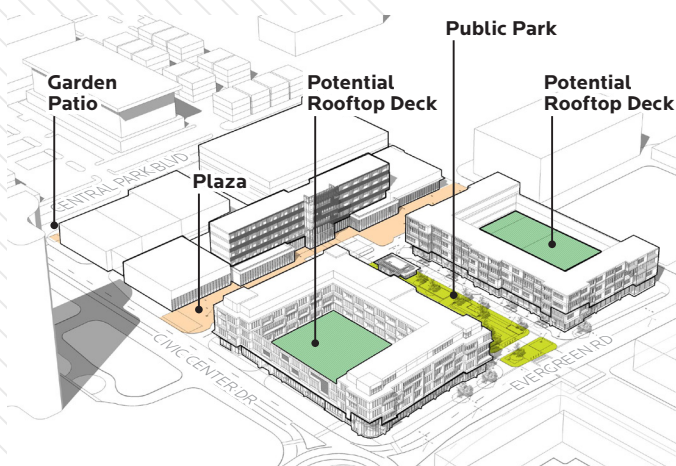 Public Park
Garden
Patio
Potential
Rooftop Deck
Potential
Rooftop Deck
Plaza
CENTRAL PARK BLVD
CIVIC CENTER DR
EVERGREEN RD